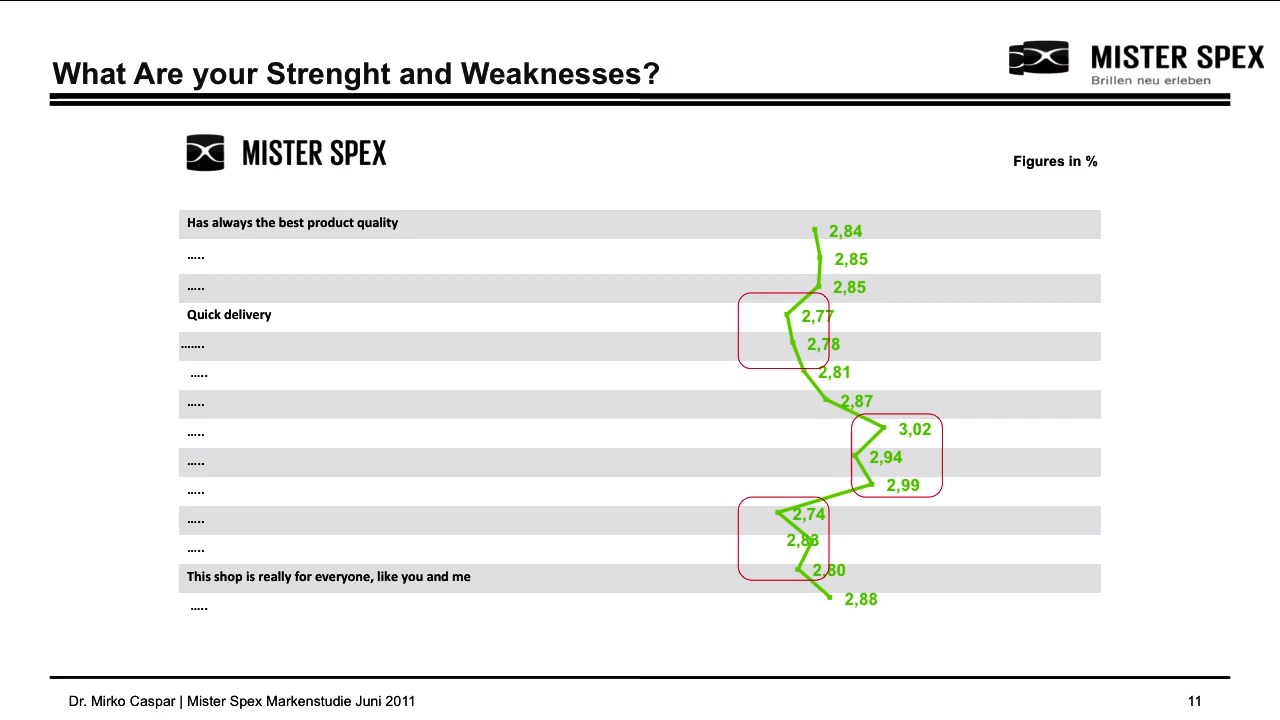 What Are your Strenght and Weaknesses?
MISTER SPEX
Brillen neu erleben
MISTER SPEX
Figures in %
Has always the best product quality 2,84
..... 2,85
..... 2,85
Quick delivery 2,77
....... 2,78
..... 2,81
..... 2,87
..... 3,02
..... 2,94
..... 2,99
..... 2,74
..... 2,83
This shop is really for everyone, like you and me 2,80
..... 2,88
Dr. Mirko Caspar | Mister Spex Markenstudie Juni 2011 11